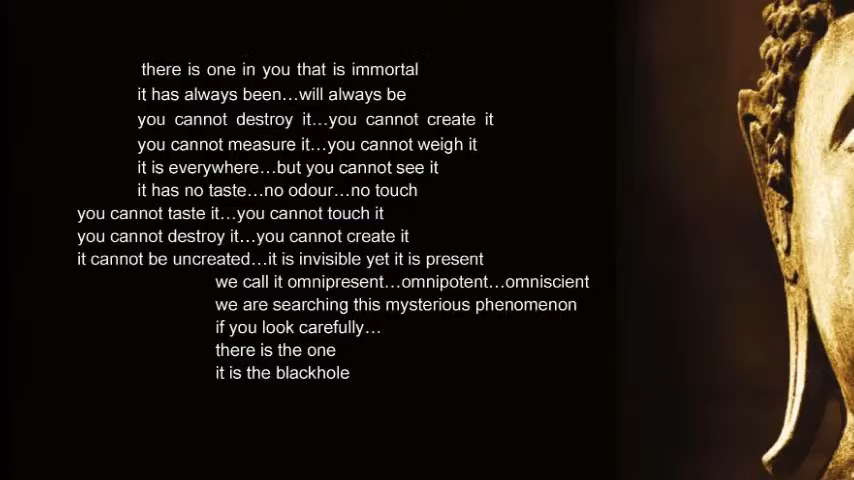 there is one in you that is immortal
it has always been...will always be
you cannot destroy it...you cannot create it
you cannot measure it...you cannot weigh it
it is everywhere...but you cannot see it
it has no taste...no odour...no touch
you cannot taste it...you cannot touch it
you cannot destroy it...you cannot create it
it cannot be uncreated...it is invisible yet it is present
we call it omnipresent...omnipotent...omniscient
we are searching this mysterious phenomenon
if you look carefully...
there is the one
it is the blackhole